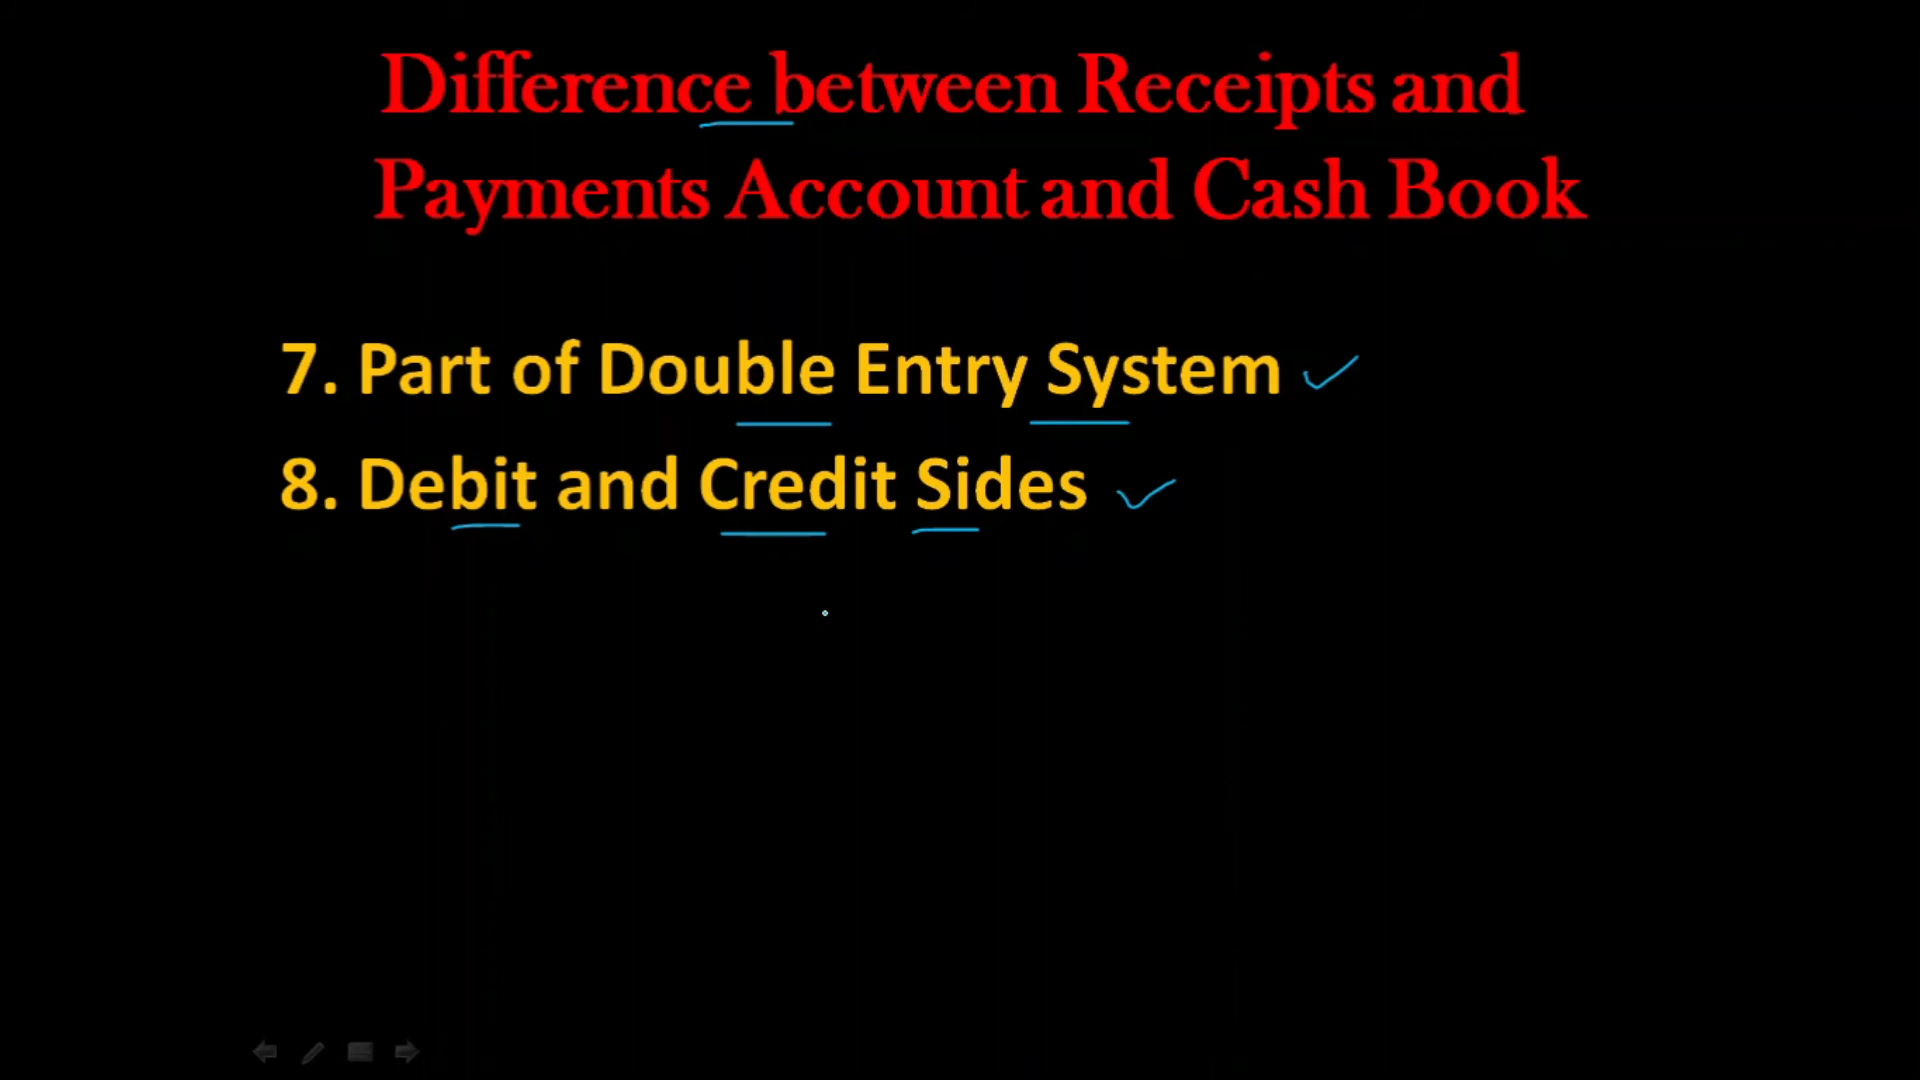 Difference between Receipts and
Payments Account and Cash Book
7. Part of Double Entry System
8. Debit and Credit Sides